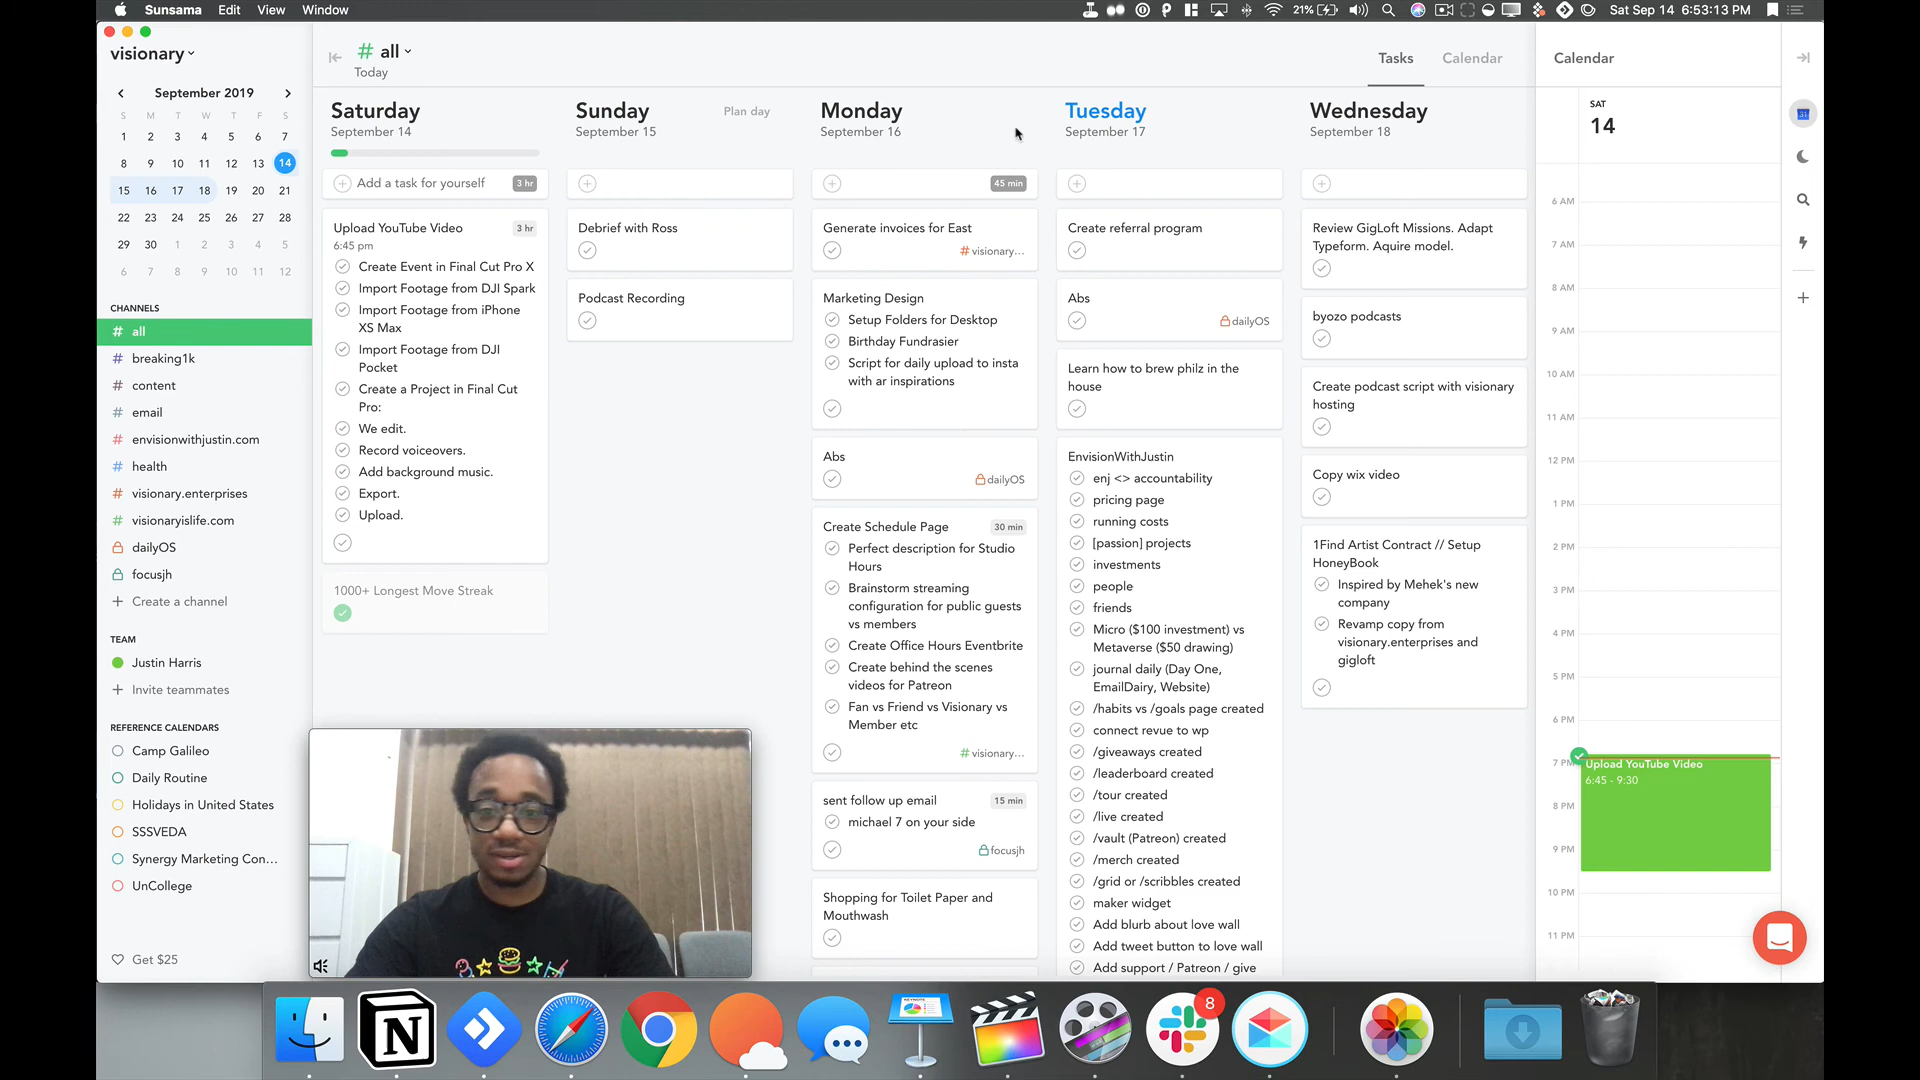 Sunsama Edit View Window
21%
Sat Sep 14 6:53:13 PM
visionary
September 2019
S M T W T F S
1 2 3 4 5 6 7
8 9 10 11 12 13 14
15 16 17 18 19 20 21
22 23 24 25 26 27 28
29 30 1 2 3 4 5
6 7 8 9 10 11 12
CHANNELS
# all
# breaking1k
# content
# email
# envisionwithjustin.com
# health
# visionary.enterprises
# visionaryislife.com
dailyOS
focusjh
+ Create a channel
TEAM
Justin Harris
+ Invite teammates
REFERENCE CALENDARS
Camp Galileo
Daily Routine
Holidays in United States
SSSVEDA
Synergy Marketing Con...
UnCollege
Get $25
# all
Today
Tasks
Calendar
Saturday
September 14
Add a task for yourself
3 hr
Upload YouTube Video
3 hr
6:45 pm
Create Event in Final Cut Pro X
Import Footage from DJI Spark
Import Footage from iPhone
XS Max
Import Footage from DJI
Pocket
Create a Project in Final Cut
Pro:
We edit.
Record voiceovers.
Add background music.
Export.
Upload.
1000+ Longest Move Streak
Sunday
Plan day
September 15
Debrief with Ross
Podcast Recording
Monday
September 16
45 min
Generate invoices for East
# visionary...
Marketing Design
Setup Folders for Desktop
Birthday Fundrasier
Script for daily upload to insta
with ar inspirations
Abs
dailyOS
Create Schedule Page
30 min
Perfect description for Studio
Hours
Brainstorm streaming
configuration for public guests
vs members
Create Office Hours Eventbrite
Create behind the scenes
videos for Patreon
Fan vs Friend vs Visionary vs
Member etc
# visionary...
sent follow up email
15 min
michael 7 on your side
focusjh
Shopping for Toilet Paper and
Mouthwash
Tuesday
September 17
Create referral program
Abs
dailyOS
Learn how to brew philz in the
house
EnvisionWithJustin
enj <> accountability
pricing page
running costs
[passion] projects
investments
people
friends
Micro ($100 investment) vs
Metaverse ($50 drawing)
journal daily (Day One,
EmailDairy, Website)
/habits vs /goals page created
connect revue to wp
/giveaways created
/leaderboard created
/tour created
/live created
/vault (Patreon) created
/merch created
/grid or /scribbles created
maker widget
Add blurb about love wall
Add tweet button to love wall
Add support / Patreon / give
Wednesday
September 18
Review GigLoft Missions. Adapt
Typeform. Aquire model.
byozo podcasts
Create podcast script with visionary
hosting
Copy wix video
1Find Artist Contract // Setup
HoneyBook
Inspired by Mehek's new
company
Revamp copy from
visionary.enterprises and
gigloft
Calendar
SAT
14
6 AM
7 AM
8 AM
9 AM
10 AM
11 AM
12 PM
1 PM
2 PM
3 PM
4 PM
5 PM
6 PM
7 PM
Upload YouTube Video
6:45 - 9:30
8 PM
9 PM
10 PM
11 PM
31
N
KEYNOTE
8